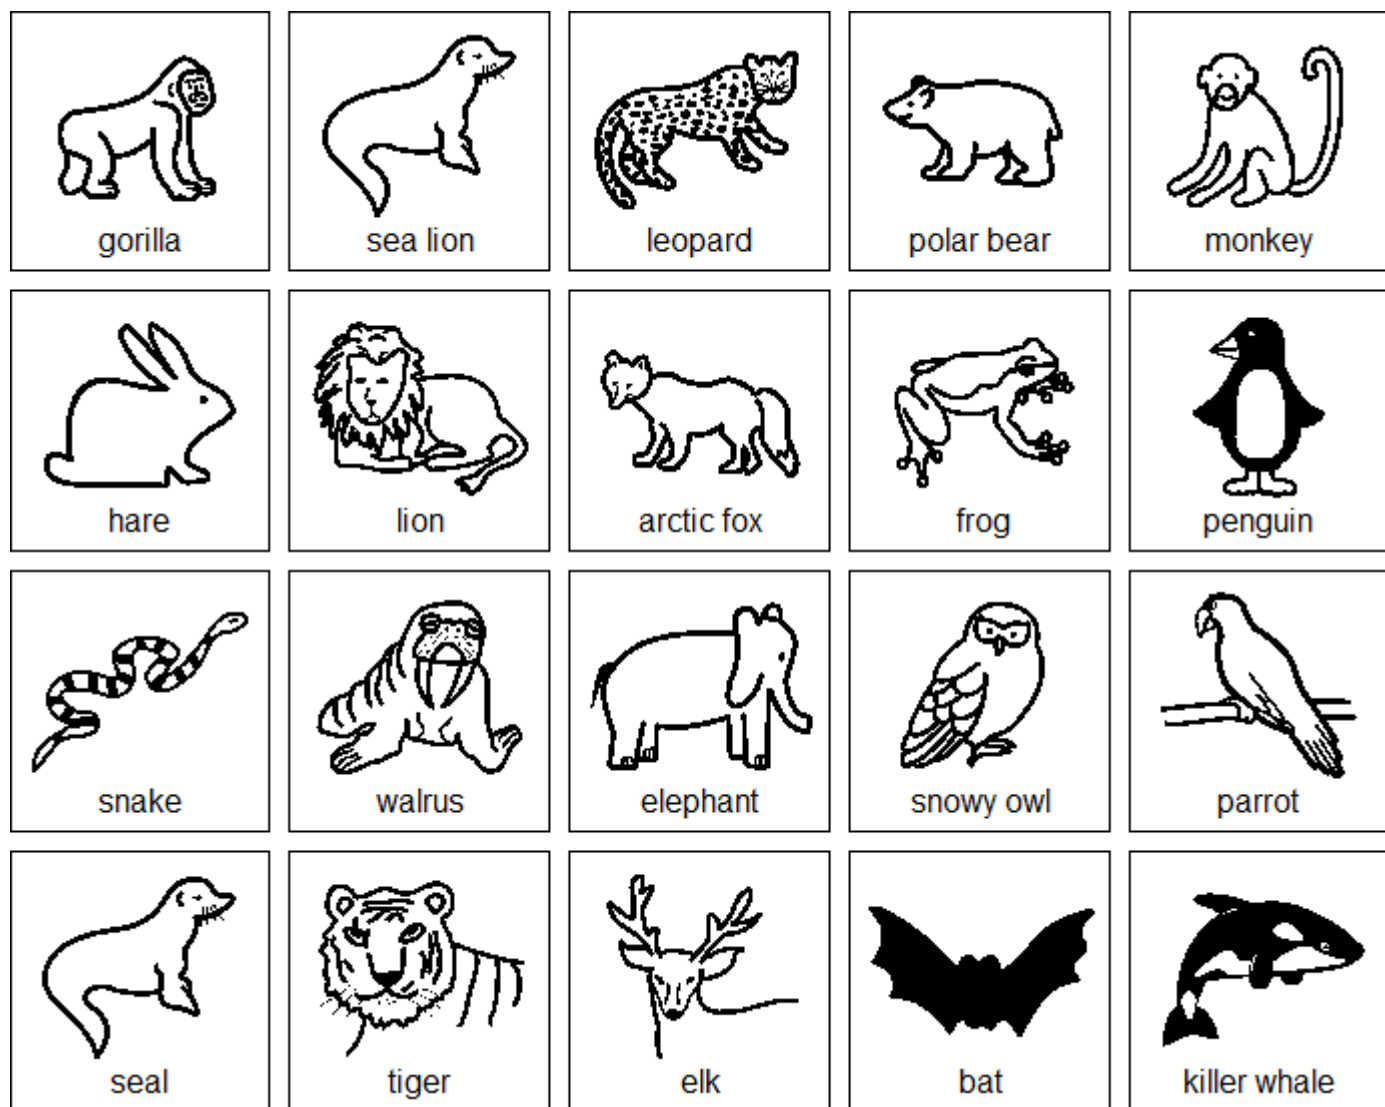 gorilla
sea lion
leopard
polar bear
monkey
hare
lion
arctic fox
frog
penguin
snake
walrus
elephant
snowy owl
parrot
seal
tiger
elk
bat
killer whale